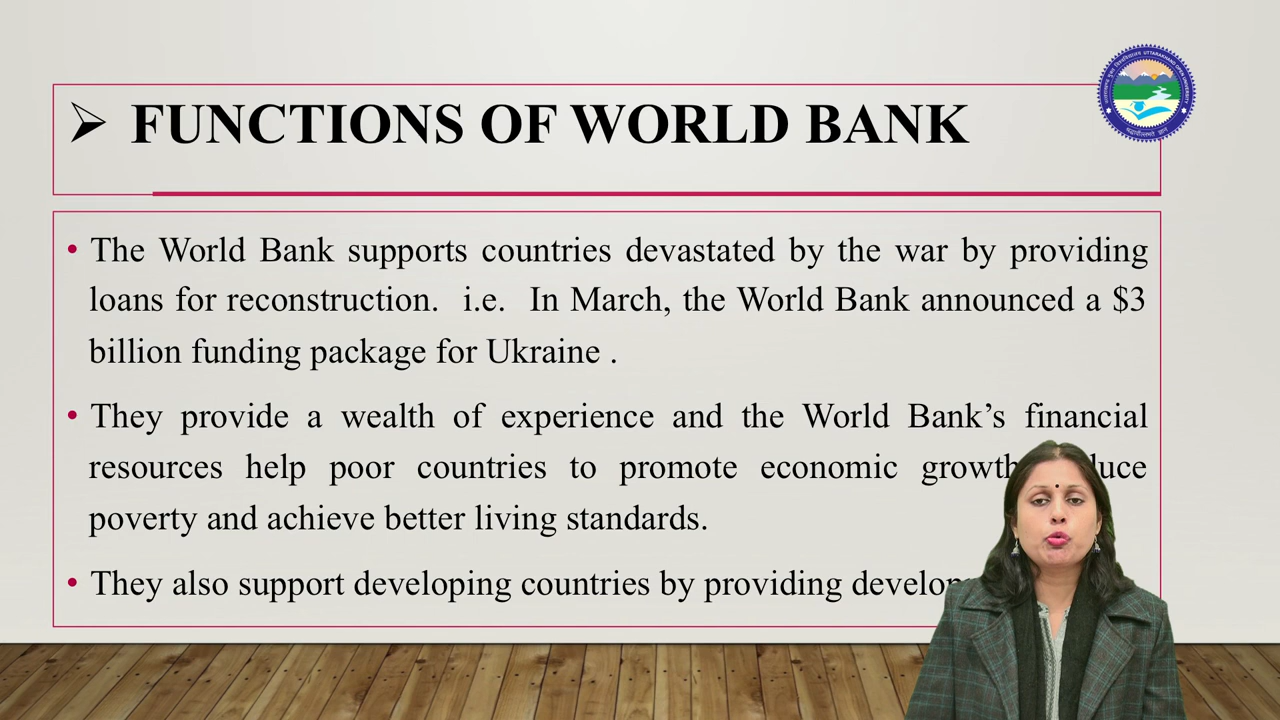 ➢ FUNCTIONS OF WORLD BANK
• The World Bank supports countries devastated by the war by providing
loans for reconstruction. i.e. In March, the World Bank announced a $3
billion funding package for Ukraine .
• They provide a wealth of experience and the World Bank’s financial
resources help poor countries to promote economic growth
poverty and achieve better living standards.
• They also support developing countries by providing